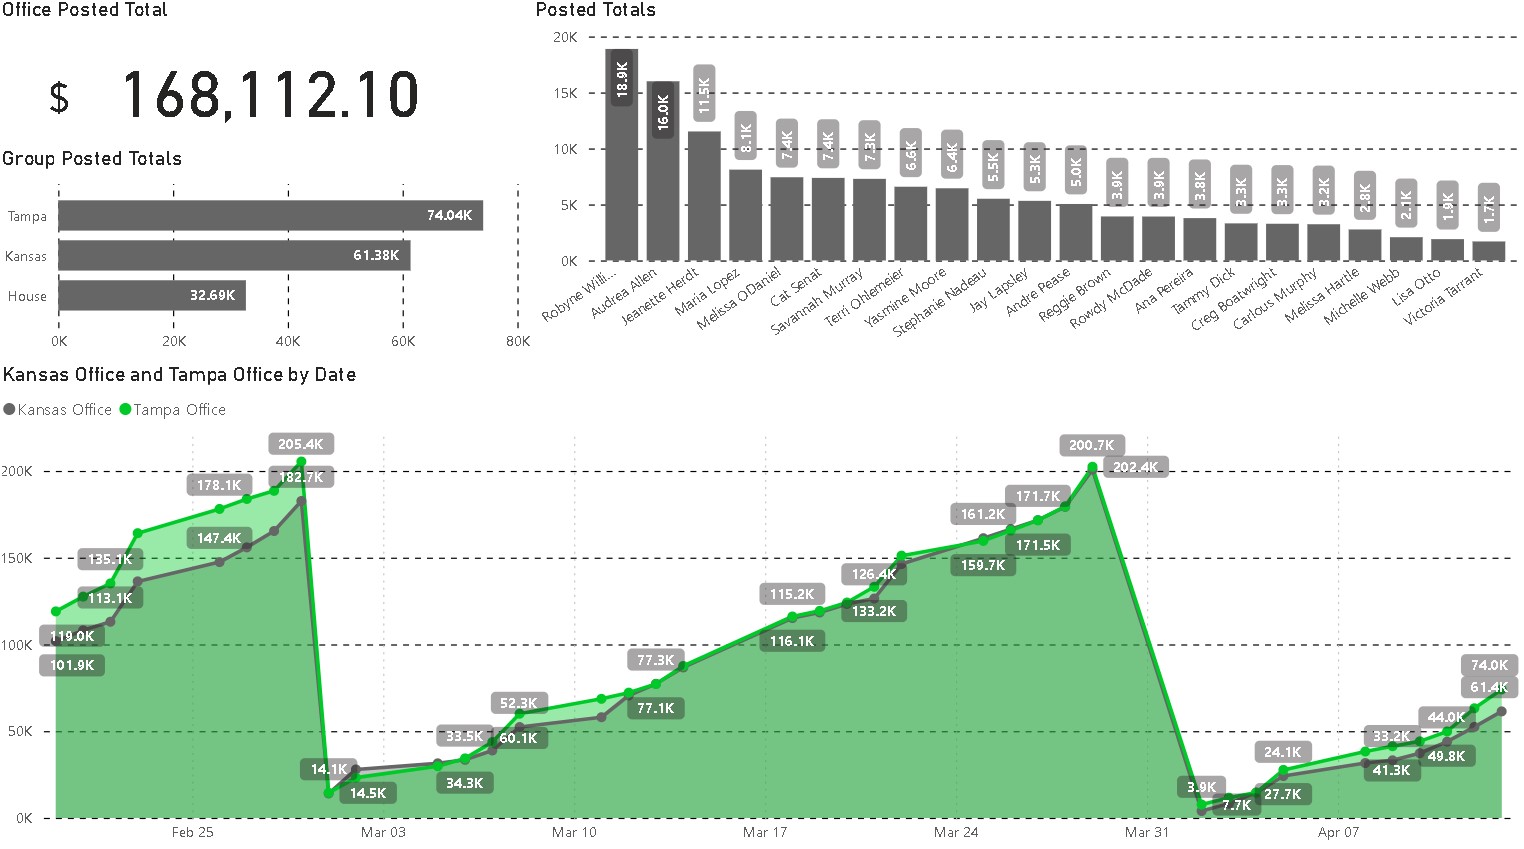 Office Posted Total
$ 168,112.10
Group Posted Totals
Tampa 74.04K
Kansas 61.38K
House 32.69K
0K 20K 40K 60K 80K
Posted Totals
20K
15K
10K
5K
0K
18.9K 16.0K 11.5K 8.1K 7.4K 7.4K 7.3K 6.6K 6.4K 5.5K 5.3K 5.0K 3.9K 3.9K 3.8K 3.3K 3.3K 3.2K 2.8K 2.1K 1.9K 1.7K
Robyne Willi...
Audrea Allen
Jeanette Herdt
Maria Lopez
Melissa ODaniel
Cat Senat
Savannah Murray
Terri Ohlemeier
Yasmine Moore
Stephanie Nadeau
Jay Lapsley
Andre Pease
Reggie Brown
Rowdy McDade
Ana Pereira
Tammy Dick
Creg Boatwright
Carlous Murphy
Melissa Hartle
Michelle Webb
Lisa Otto
Victoria Tarrant
Kansas Office and Tampa Office by Date
Kansas Office Tampa Office
200K
150K
100K
50K
0K
119.0K
101.9K
135.1K
113.1K
178.1K
147.4K
205.4K
182.7K
14.1K
14.5K
33.5K
34.3K
52.3K
60.1K
77.3K
77.1K
115.2K
116.1K
126.4K
133.2K
161.2K
159.7K
171.7K
171.5K
200.7K
202.4K
3.9K
7.7K
24.1K
27.7K
33.2K
41.3K
44.0K
49.8K
74.0K
61.4K
Feb 25 Mar 03 Mar 10 Mar 17 Mar 24 Mar 31 Apr 07